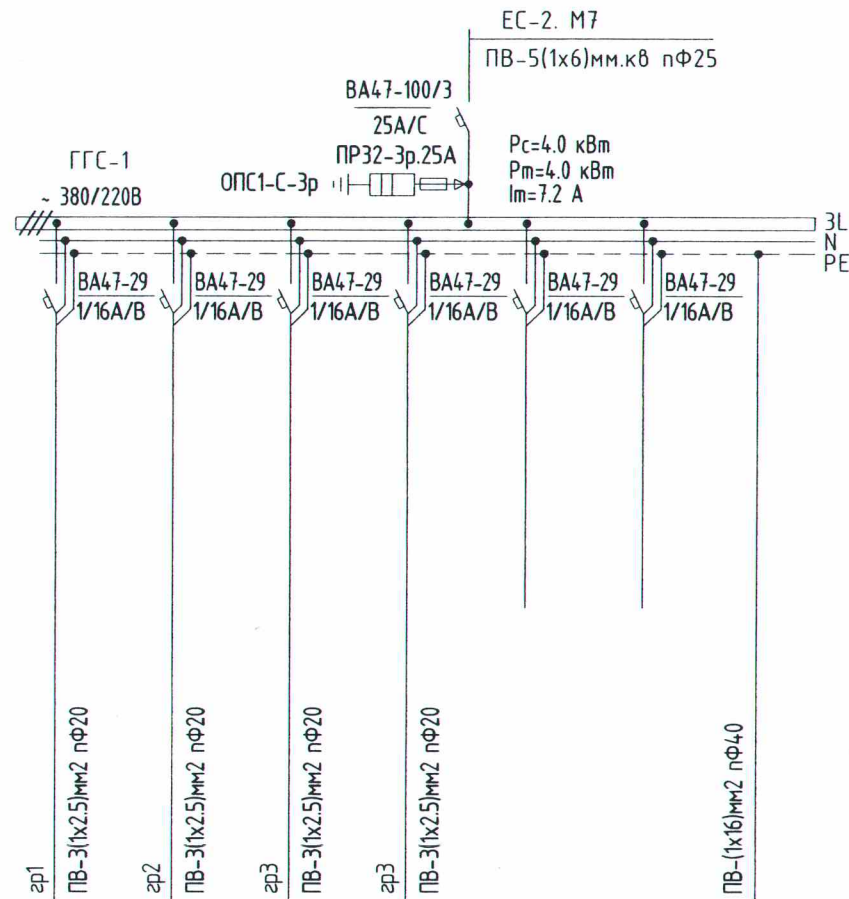 ЕС-2. М7
ПВ-5(1х6)мм.кв пФ25
ВА47-100/3
25А/С
ПР32-3р.25А
ОПС1-С-3р
Рс=4.0 кВт
Рт=4.0 кВт
Iт=7.2 А
ГГС-1
~ 380/220В
3L
N
PE
ВА47-29
1/16А/В
ВА47-29
1/16А/В
ВА47-29
1/16А/В
ВА47-29
1/16А/В
ВА47-29
1/16А/В
ВА47-29
1/16А/В
гр1
ПВ-3(1х2.5)мм2 пФ20
гр2
ПВ-3(1х2.5)мм2 пФ20
гр3
ПВ-3(1х2.5)мм2 пФ20
гр3
ПВ-3(1х2.5)мм2 пФ20
ПВ-(1х16)мм2 пФ40